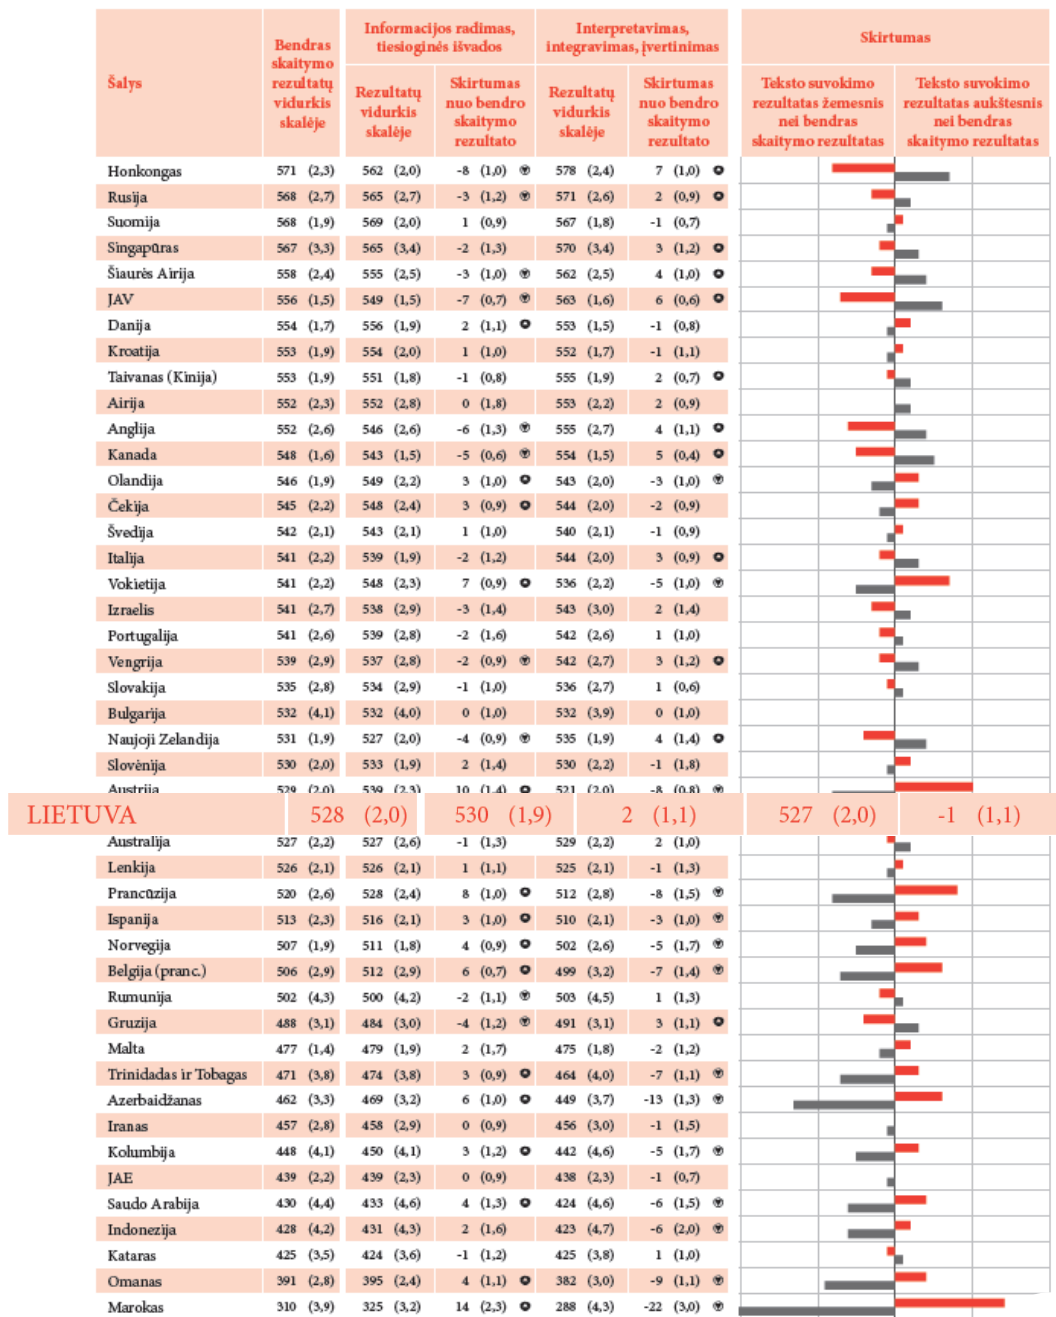 Šalys
Bendras
skaitymo
rezultatų
vidurkis
skalėje
Informacijos radimas,
tiesioginės išvados
Rezultatų
vidurkis
skalėje
Skirtumas
nuo bendro
skaitymo
rezultato
Interpretavimas,
integravimas, įvertinimas
Rezultatų
vidurkis
skalėje
Skirtumas
nuo bendro
skaitymo
rezultato
Skirtumas
Teksto suvokimo
rezultatas žemesnis
nei bendras
skaitymo rezultatas
Teksto suvokimo
rezultatas aukštesnis
nei bendras
skaitymo rezultatas
Honkongas 571 (2,3) 562 (2,0) -8 (1,0) 578 (2,4) 7 (1,0)
Rusija 568 (2,7) 565 (2,7) -3 (1,2) 571 (2,6) 2 (0,9)
Suomija 568 (1,9) 569 (2,0) 1 (0,9) 567 (1,8) -1 (0,7)
Singapūras 567 (3,3) 565 (3,4) -2 (1,3) 570 (3,4) 3 (1,2)
Šiaurės Airija 558 (2,4) 555 (2,5) -3 (1,0) 562 (2,5) 4 (1,0)
JAV 556 (1,5) 549 (1,5) -7 (0,7) 563 (1,6) 6 (0,6)
Danija 554 (1,7) 556 (1,9) 2 (1,1) 553 (1,5) -1 (0,8)
Kroatija 553 (1,9) 554 (2,0) 1 (1,0) 552 (1,7) -1 (1,1)
Taivanas (Kinija) 553 (1,9) 551 (1,8) -1 (0,8) 555 (1,9) 2 (0,7)
Airija 552 (2,3) 552 (2,8) 0 (1,8) 553 (2,2) 2 (0,9)
Anglija 552 (2,6) 546 (2,6) -6 (1,3) 555 (2,7) 4 (1,1)
Kanada 548 (1,6) 543 (1,5) -5 (0,6) 554 (1,5) 5 (0,4)
Olandija 546 (1,9) 549 (2,2) 3 (1,0) 543 (2,0) -3 (1,0)
Čekija 545 (2,2) 548 (2,4) 3 (0,9) 544 (2,0) -2 (0,9)
Švedija 542 (2,1) 543 (2,1) 1 (1,0) 540 (2,1) -1 (0,9)
Italija 541 (2,2) 539 (1,9) -2 (1,2) 544 (2,0) 3 (0,9)
Vokietija 541 (2,2) 548 (2,3) 7 (0,9) 536 (2,2) -5 (1,0)
Izraelis 541 (2,7) 538 (2,9) -3 (1,4) 543 (3,0) 2 (1,4)
Portugalija 541 (2,6) 539 (2,8) -2 (1,6) 542 (2,6) 1 (1,0)
Vengrija 539 (2,9) 537 (2,8) -2 (0,9) 542 (2,7) 3 (1,2)
Slovakija 535 (2,8) 534 (2,9) -1 (1,0) 536 (2,7) 1 (0,6)
Bulgarija 532 (4,1) 532 (4,0) 0 (1,0) 532 (3,9) 0 (1,0)
Naujoji Zelandija 531 (1,9) 527 (2,0) -4 (0,9) 535 (1,9) 4 (1,4)
Slovėnija 530 (2,0) 533 (1,9) 2 (1,4) 530 (2,2) -1 (1,8)
Austrija 529 (2,0) 539 (2,3) 10 (1,4) 521 (2,0) -8 (0,8)
LIETUVA 528 (2,0) 530 (1,9) 2 (1,1) 527 (2,0) -1 (1,1)
Australija 527 (2,2) 527 (2,6) -1 (1,3) 529 (2,2) 2 (1,0)
Lenkija 526 (2,1) 526 (2,1) 1 (1,1) 525 (2,1) -1 (1,3)
Prancūzija 520 (2,6) 528 (2,4) 8 (1,0) 512 (2,8) -8 (1,5)
Ispanija 513 (2,3) 516 (2,1) 3 (1,0) 510 (2,1) -3 (1,0)
Norvegija 507 (1,9) 511 (1,8) 4 (0,9) 502 (2,6) -5 (1,7)
Belgija (pranc.) 506 (2,9) 512 (2,9) 6 (0,7) 499 (3,2) -7 (1,4)
Rumunija 502 (4,3) 500 (4,2) -2 (1,1) 503 (4,5) 1 (1,3)
Gruzija 488 (3,1) 484 (3,0) -4 (1,2) 491 (3,1) 3 (1,1)
Malta 477 (1,4) 479 (1,9) 2 (1,7) 475 (1,8) -2 (1,2)
Trinidadas ir Tobagas 471 (3,8) 474 (3,8) 3 (0,9) 464 (4,0) -7 (1,1)
Azerbaidžanas 462 (3,3) 469 (3,2) 6 (1,0) 449 (3,7) -13 (1,3)
Iranas 457 (2,8) 458 (2,9) 0 (0,9) 456 (3,0) -1 (1,5)
Kolumbija 448 (4,1) 450 (4,1) 3 (1,2) 442 (4,6) -5 (1,7)
JAE 439 (2,2) 439 (2,3) 0 (0,9) 438 (2,3) -1 (0,7)
Saudo Arabija 430 (4,4) 433 (4,6) 4 (1,3) 424 (4,6) -6 (1,5)
Indonezija 428 (4,2) 431 (4,3) 2 (1,6) 423 (4,7) -6 (2,0)
Kataras 425 (3,5) 424 (3,6) -1 (1,2) 425 (3,8) 1 (1,0)
Omanas 391 (2,8) 395 (2,4) 4 (1,1) 382 (3,0) -9 (1,1)
Marokas 310 (3,9) 325 (3,2) 14 (2,3) 288 (4,3) -22 (3,0)